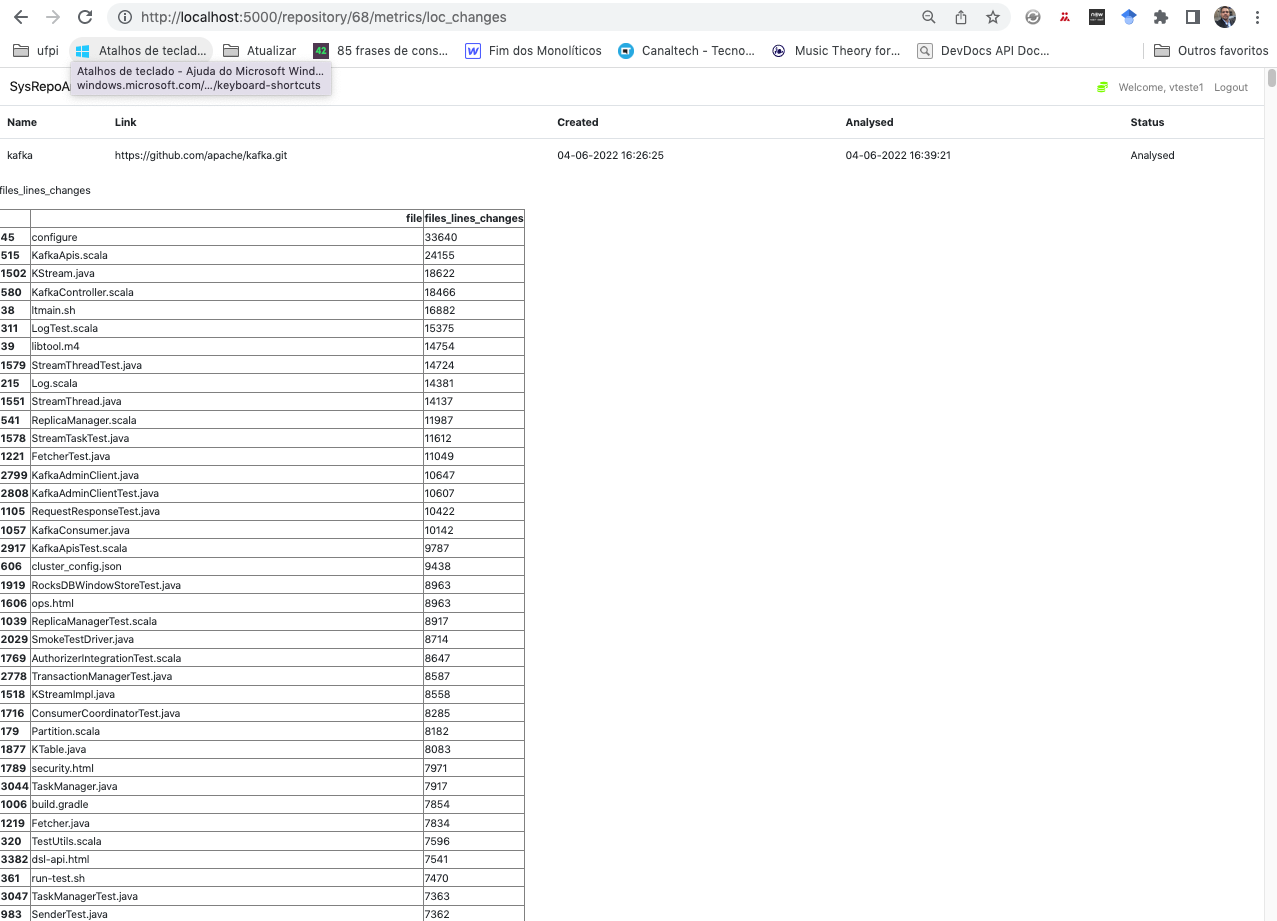 http://localhost:5000/repository/68/metrics/loc_changes
ufpi Atalhos de teclad... Atualizar 42 85 frases de cons... W Fim dos Monolíticos Canaltech - Tecno... Music Theory for... DevDocs API Doc... Outros favoritos
Atalhos de teclado - Ajuda do Microsoft Wind...
windows.microsoft.com/.../keyboard-shortcuts
SysRepoA Welcome, vteste1 Logout
Name Link Created Analysed Status
kafka https://github.com/apache/kafka.git 04-06-2022 16:26:25 04-06-2022 16:39:21 Analysed
files_lines_changes
file files_lines_changes
45 configure 33640
515 KafkaApis.scala 24155
1502 KStream.java 18622
580 KafkaController.scala 18466
38 ltmain.sh 16882
311 LogTest.scala 15375
39 libtool.m4 14754
1579 StreamThreadTest.java 14724
215 Log.scala 14381
1551 StreamThread.java 14137
541 ReplicaManager.scala 11987
1578 StreamTaskTest.java 11612
1221 FetcherTest.java 11049
2799 KafkaAdminClient.java 10647
2808 KafkaAdminClientTest.java 10607
1105 RequestResponseTest.java 10422
1057 KafkaConsumer.java 10142
2917 KafkaApisTest.scala 9787
606 cluster_config.json 9438
1919 RocksDBWindowStoreTest.java 8963
1606 ops.html 8963
1039 ReplicaManagerTest.scala 8917
2029 SmokeTestDriver.java 8714
1769 AuthorizerIntegrationTest.scala 8647
2778 TransactionManagerTest.java 8587
1518 KStreamImpl.java 8558
1716 ConsumerCoordinatorTest.java 8285
179 Partition.scala 8182
1877 KTable.java 8083
1789 security.html 7971
3044 TaskManager.java 7917
1006 build.gradle 7854
1219 Fetcher.java 7834
320 TestUtils.scala 7596
3382 dsl-api.html 7541
361 run-test.sh 7470
3047 TaskManagerTest.java 7363
983 SenderTest.java 7362